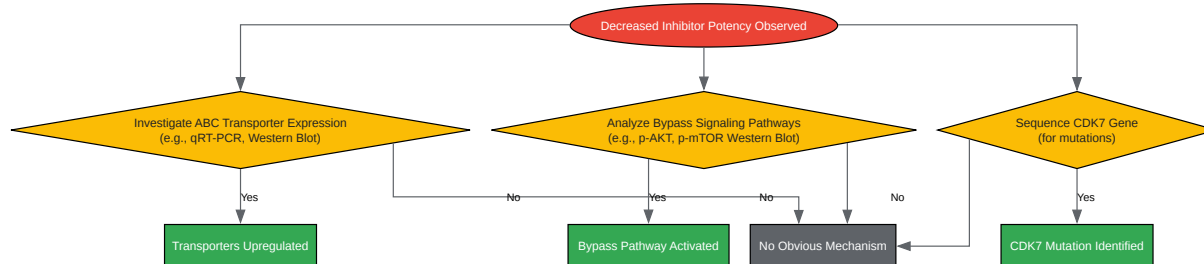 Decreased Inhibitor Potency Observed
Investigate ABC Transporter Expression
(e.g., qRT-PCR, Western Blot)
Analyze Bypass Signaling Pathways
(e.g., p-AKT, p-mTOR Western Blot)
Sequence CDK7 Gene
(for mutations)
Yes
No
Yes
No
No
Yes
Transporters Upregulated
Bypass Pathway Activated
No Obvious Mechanism
CDK7 Mutation Identified